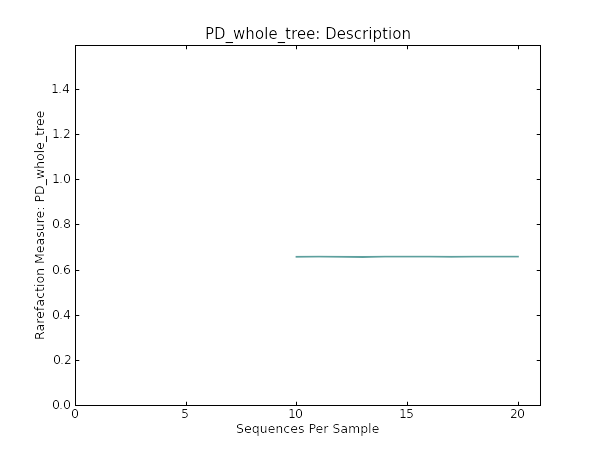 PD_whole_tree: Description
Rarefaction Measure: PD_whole_tree
1.4
1.2
1.0
0.8
0.6
0.4
0.2
0.0
0 5 10 15 20
Sequences Per Sample